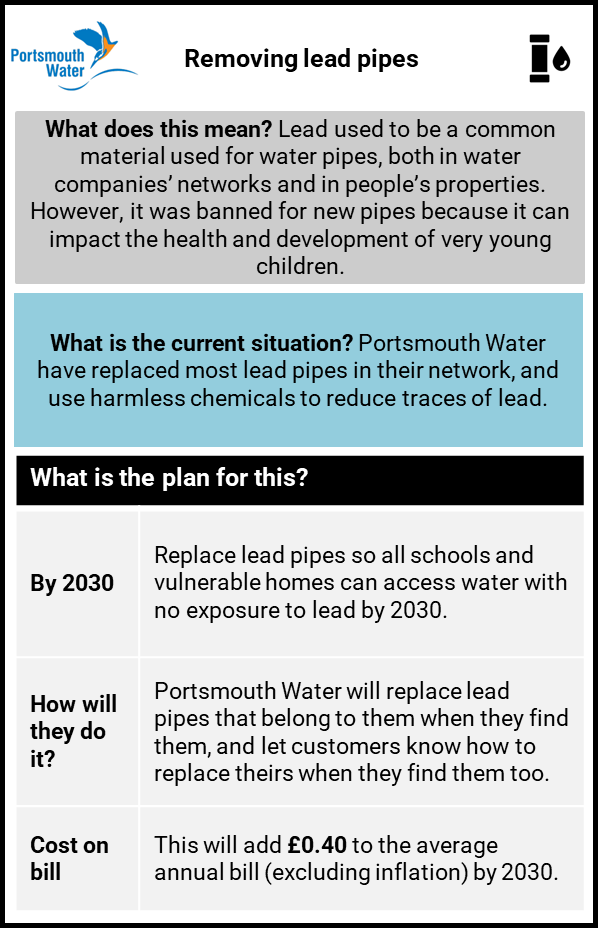 Portsmouth
Water
Removing lead pipes
What does this mean? Lead used to be a common
material used for water pipes, both in water
companies’ networks and in people’s properties.
However, it was banned for new pipes because it can
impact the health and development of very young
children.
What is the current situation? Portsmouth Water
have replaced most lead pipes in their network, and
use harmless chemicals to reduce traces of lead.
What is the plan for this?
By 2030
Replace lead pipes so all schools and
vulnerable homes can access water with
no exposure to lead by 2030.
How will
they do
it?
Portsmouth Water will replace lead
pipes that belong to them when they find
them, and let customers know how to
replace theirs when they find them too.
Cost on
bill
This will add £0.40 to the average
annual bill (excluding inflation) by 2030.